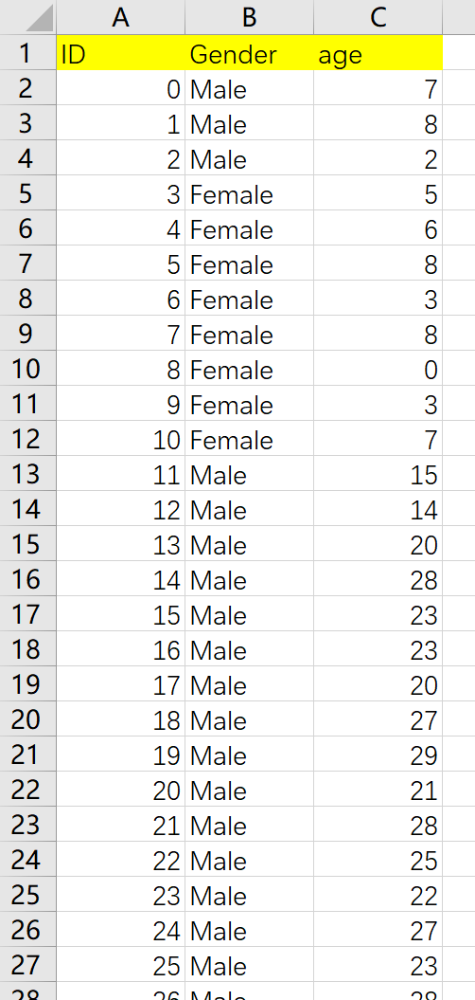 A B C
1 ID Gender age
2 0 Male 7
3 1 Male 8
4 2 Male 2
5 3 Female 5
6 4 Female 6
7 5 Female 8
8 6 Female 3
9 7 Female 8
10 8 Female 0
11 9 Female 3
12 10 Female 7
13 11 Male 15
14 12 Male 14
15 13 Male 20
16 14 Male 28
17 15 Male 23
18 16 Male 23
19 17 Male 20
20 18 Male 27
21 19 Male 29
22 20 Male 21
23 21 Male 28
24 22 Male 25
25 23 Male 22
26 24 Male 27
27 25 Male 23
28 26 Male